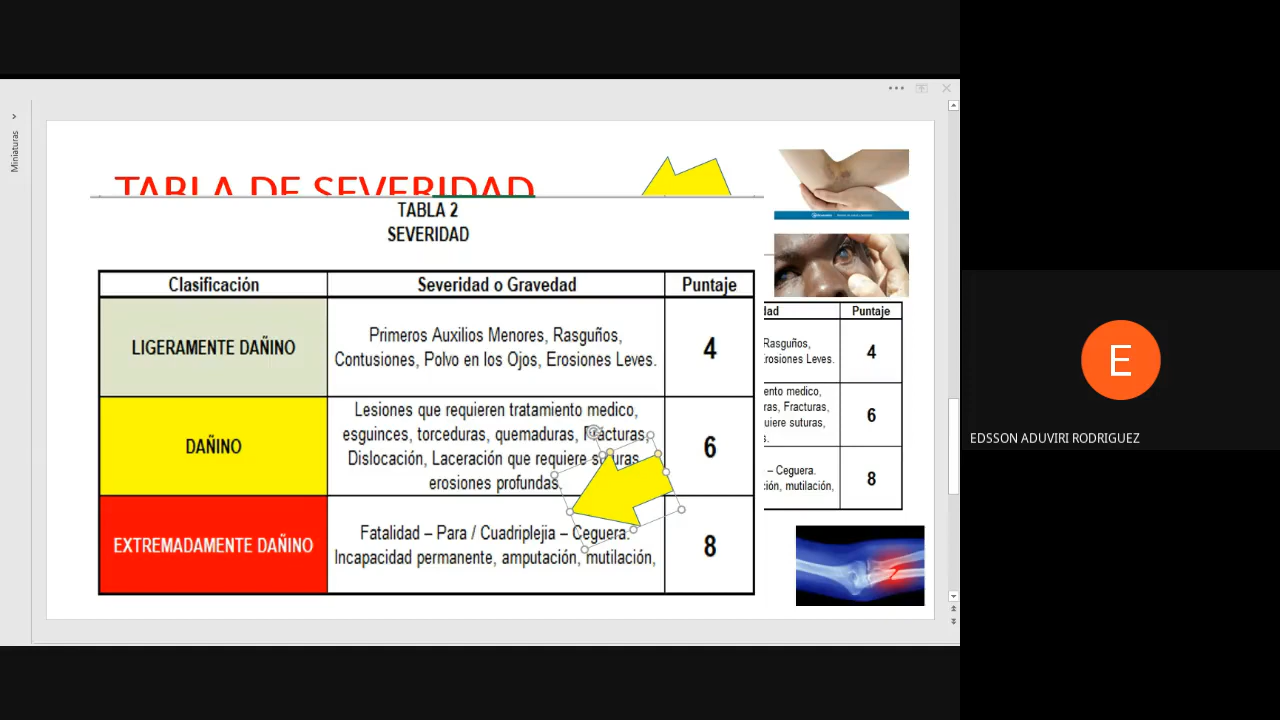 Miniaturas
TABLA DE SEVERIDAD
TABLA 2
SEVERIDAD
Clasificación
Severidad o Gravedad
Puntaje
LIGERAMENTE DAÑINO
Primeros Auxilios Menores, Rasguños,
Contusiones, Polvo en los Ojos, Erosiones Leves.
4
DAÑINO
Lesiones que requieren tratamiento medico,
esguinces, torceduras, quemaduras, Fracturas,
Dislocación, Laceración que requiere suturas
erosiones profundas.
6
EXTREMADAMENTE DAÑINO
Fatalidad – Para / Cuadriplejia – Ceguera.
Incapacidad permanente, amputación, mutilación,
8
dad
Puntaje
Rasguños,
Erosiones Leves.
4
ento medico,
ras, Fracturas,
uiere suturas,
s.
6
– Ceguera.
ión, mutilación,
8
E
EDSSON ADUVIRI RODRIGUEZ